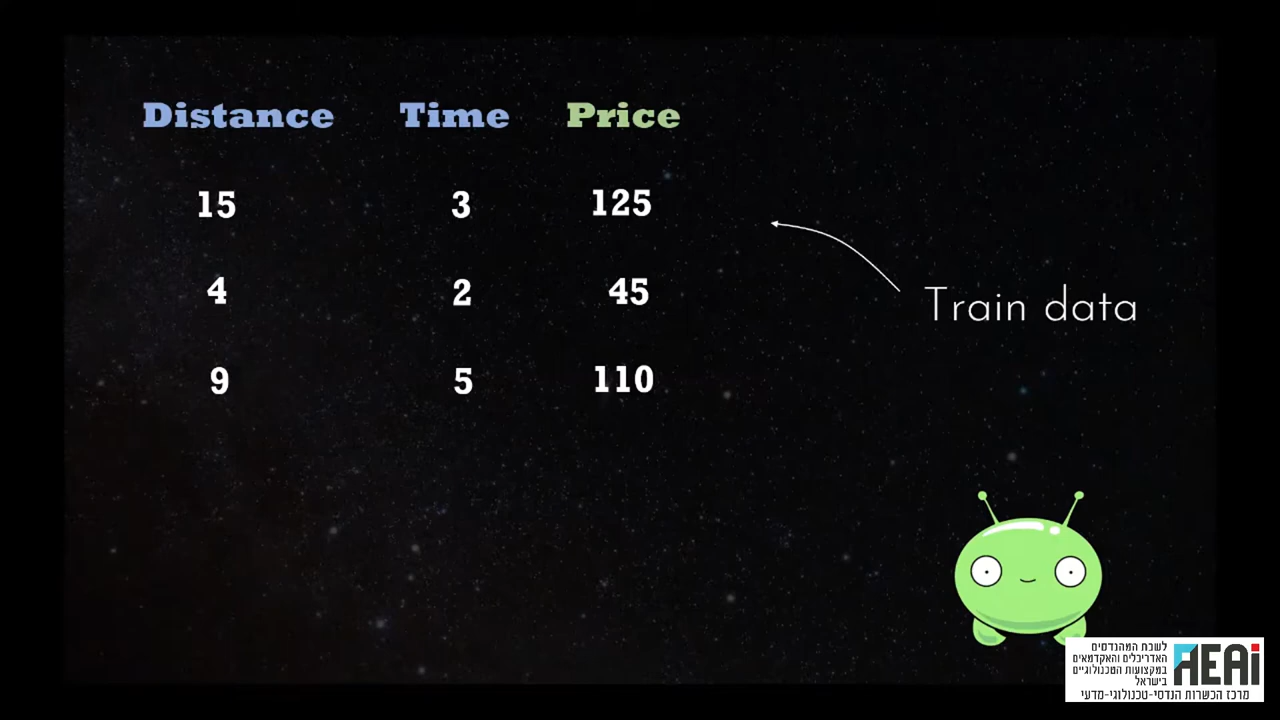 Distance Time Price
15 3 125
4 2 45
9 5 110
Train data
לשכת המהנדסים
האדריכלים והאקדמאים
במקצועות הטכנולוגיים
בישראל
AEAi
מרכז הכשרות הנדסי-טכנולוגי-מדעי